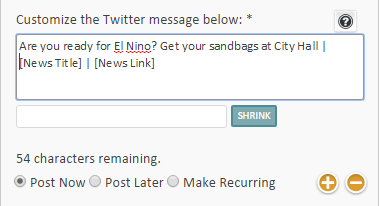 Customize the Twitter message below: *
?
Are you ready for El Nino? Get your sandbags at City Hall |
[News Title] | [News Link]
SHRINK
54 characters remaining.
Post Now Post Later Make Recurring